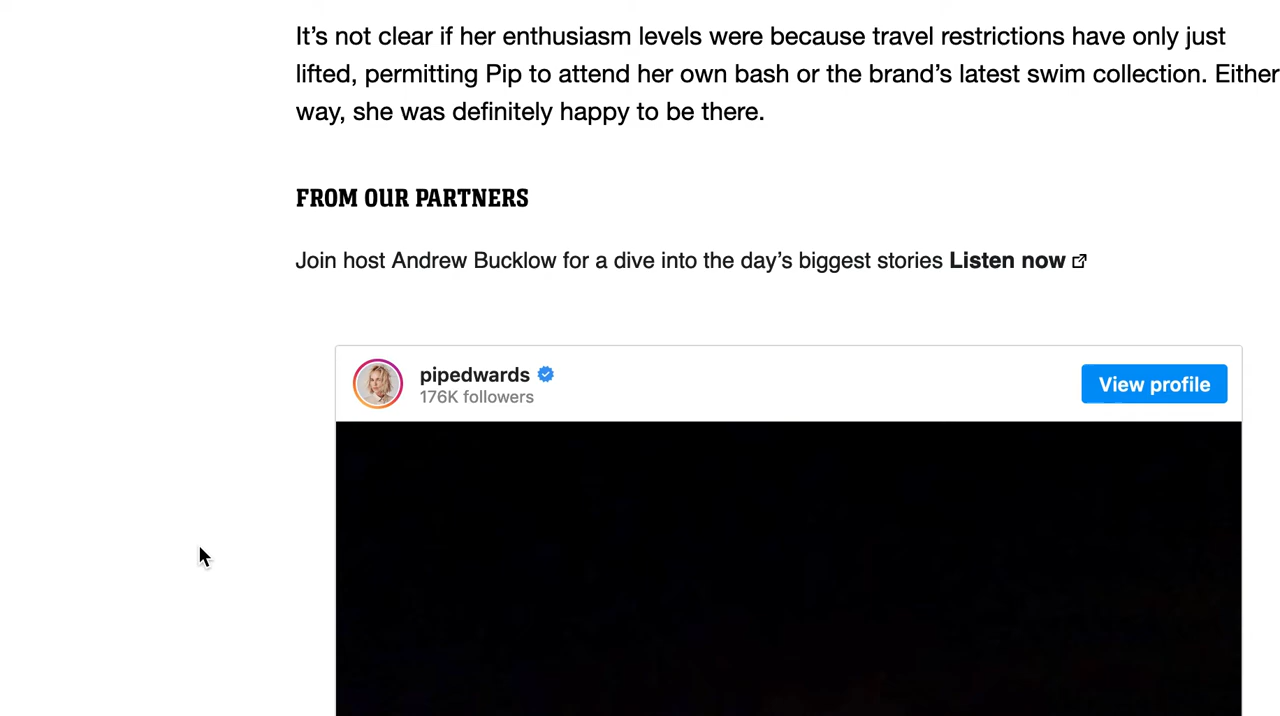 It’s not clear if her enthusiasm levels were because travel restrictions have only just
lifted, permitting Pip to attend her own bash or the brand’s latest swim collection. Either
way, she was definitely happy to be there.
FROM OUR PARTNERS
Join host Andrew Bucklow for a dive into the day’s biggest stories Listen now
pipedwards
176K followers
View profile